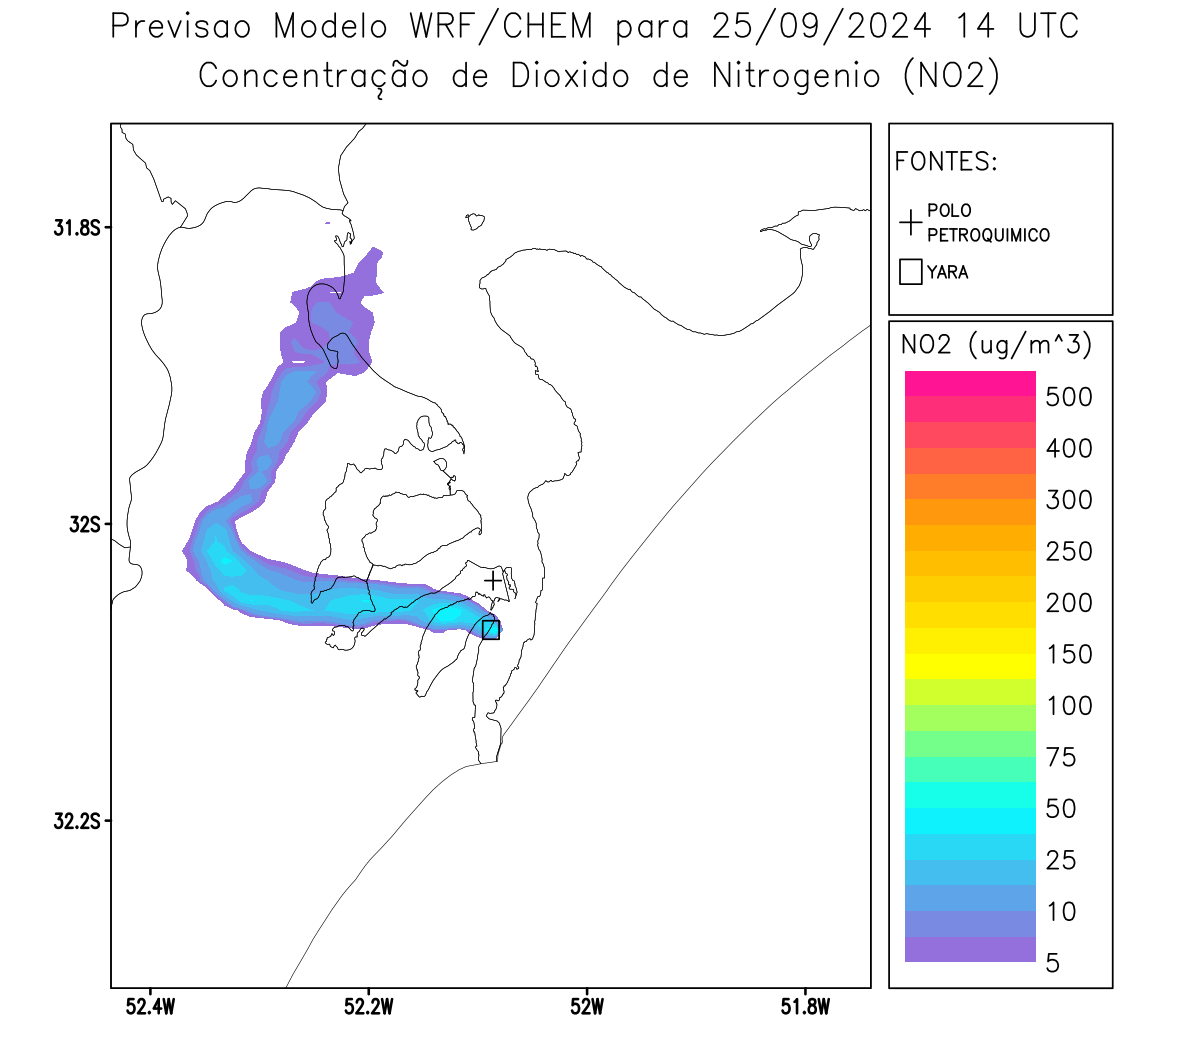 Previsao Modelo WRF/CHEM para 25/09/2024 14 UTC
Concentração de Dioxido de Nitrogenio (NO2)
FONTES:
POLO
PETROQUIMICO
YARA
31.8S
32S
32.2S
52.4W
52.2W
52W
51.8W
NO2 (ug/m^3)
500
400
300
250
200
150
100
75
50
25
10
5